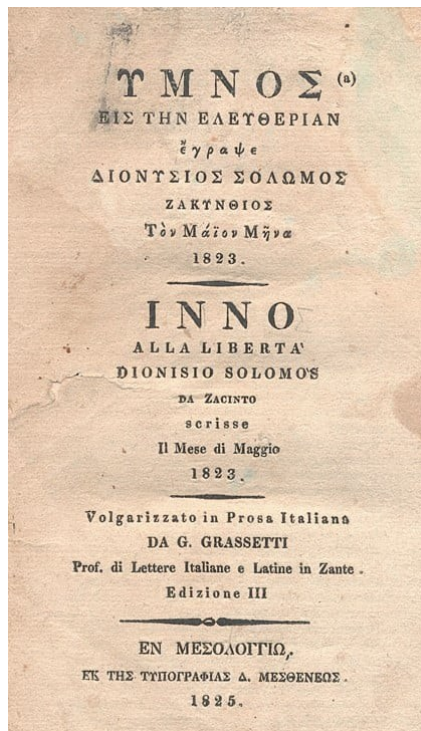 ΥΜΝΟΣ (a)
ΕΙΣ ΤΗΝ ΕΛΕΥΘΕΡΙΑΝ
ἔγραψε
ΔΙΟΝΥΣΙΟΣ ΣΟΛΩΜΟΣ
ΖΑΚΥΝΘΙΟΣ
Τὸν Μάϊον Μῆνα
1823.
INNO
ALLA LIBERTA'
DIONISIO SOLOMOS
DA ZACINTO
scrisse
Il Mese di Maggio
1823.
Volgarizzato in Prosa Italiana
DA G. GRASSETTI
Prof. di Lettere Italiane e Latine in Zante.
Edizione III
ΕΝ ΜΕΣΟΛΟΓΓΙΩ,
ΕΚ ΤΗΣ ΤΥΠΟΓΡΑΦΙΑΣ Δ. ΜΕΣΘΕΝΕΩΣ.
1825.